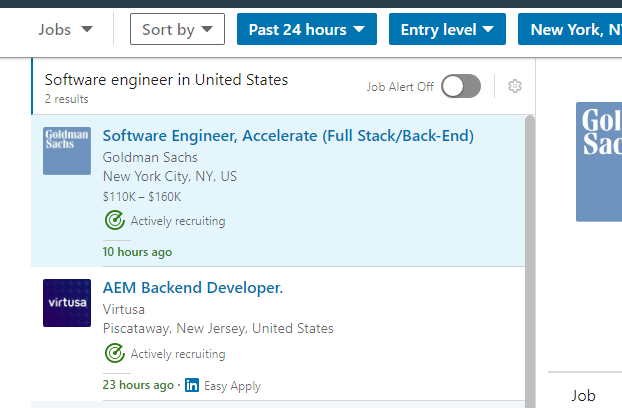 Jobs
Sort by
Past 24 hours
Entry level
New York, N
Software engineer in United States
Job Alert Off
2 results
Goldman
Sachs
Software Engineer, Accelerate (Full Stack/Back-End)
Goldman Sachs
New York City, NY, US
$110K – $160K
Actively recruiting
10 hours ago
virtusa
AEM Backend Developer.
Virtusa
Piscataway, New Jersey, United States
Actively recruiting
23 hours ago · in Easy Apply
Gol
Sac
Job